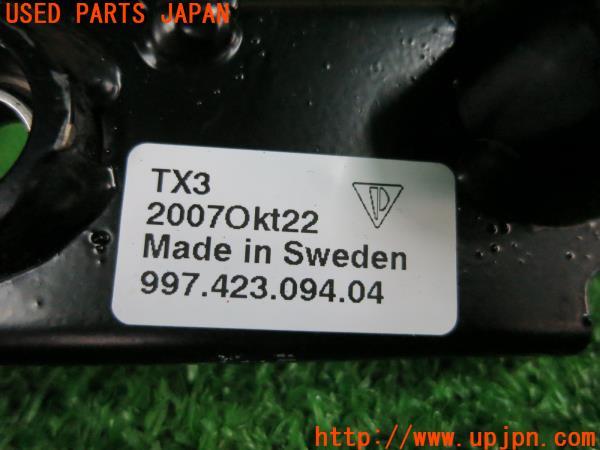 USED PARTS JAPAN
TX3
2007Okt22
Made in Sweden
997.423.094.04
http://www.upjpn.com